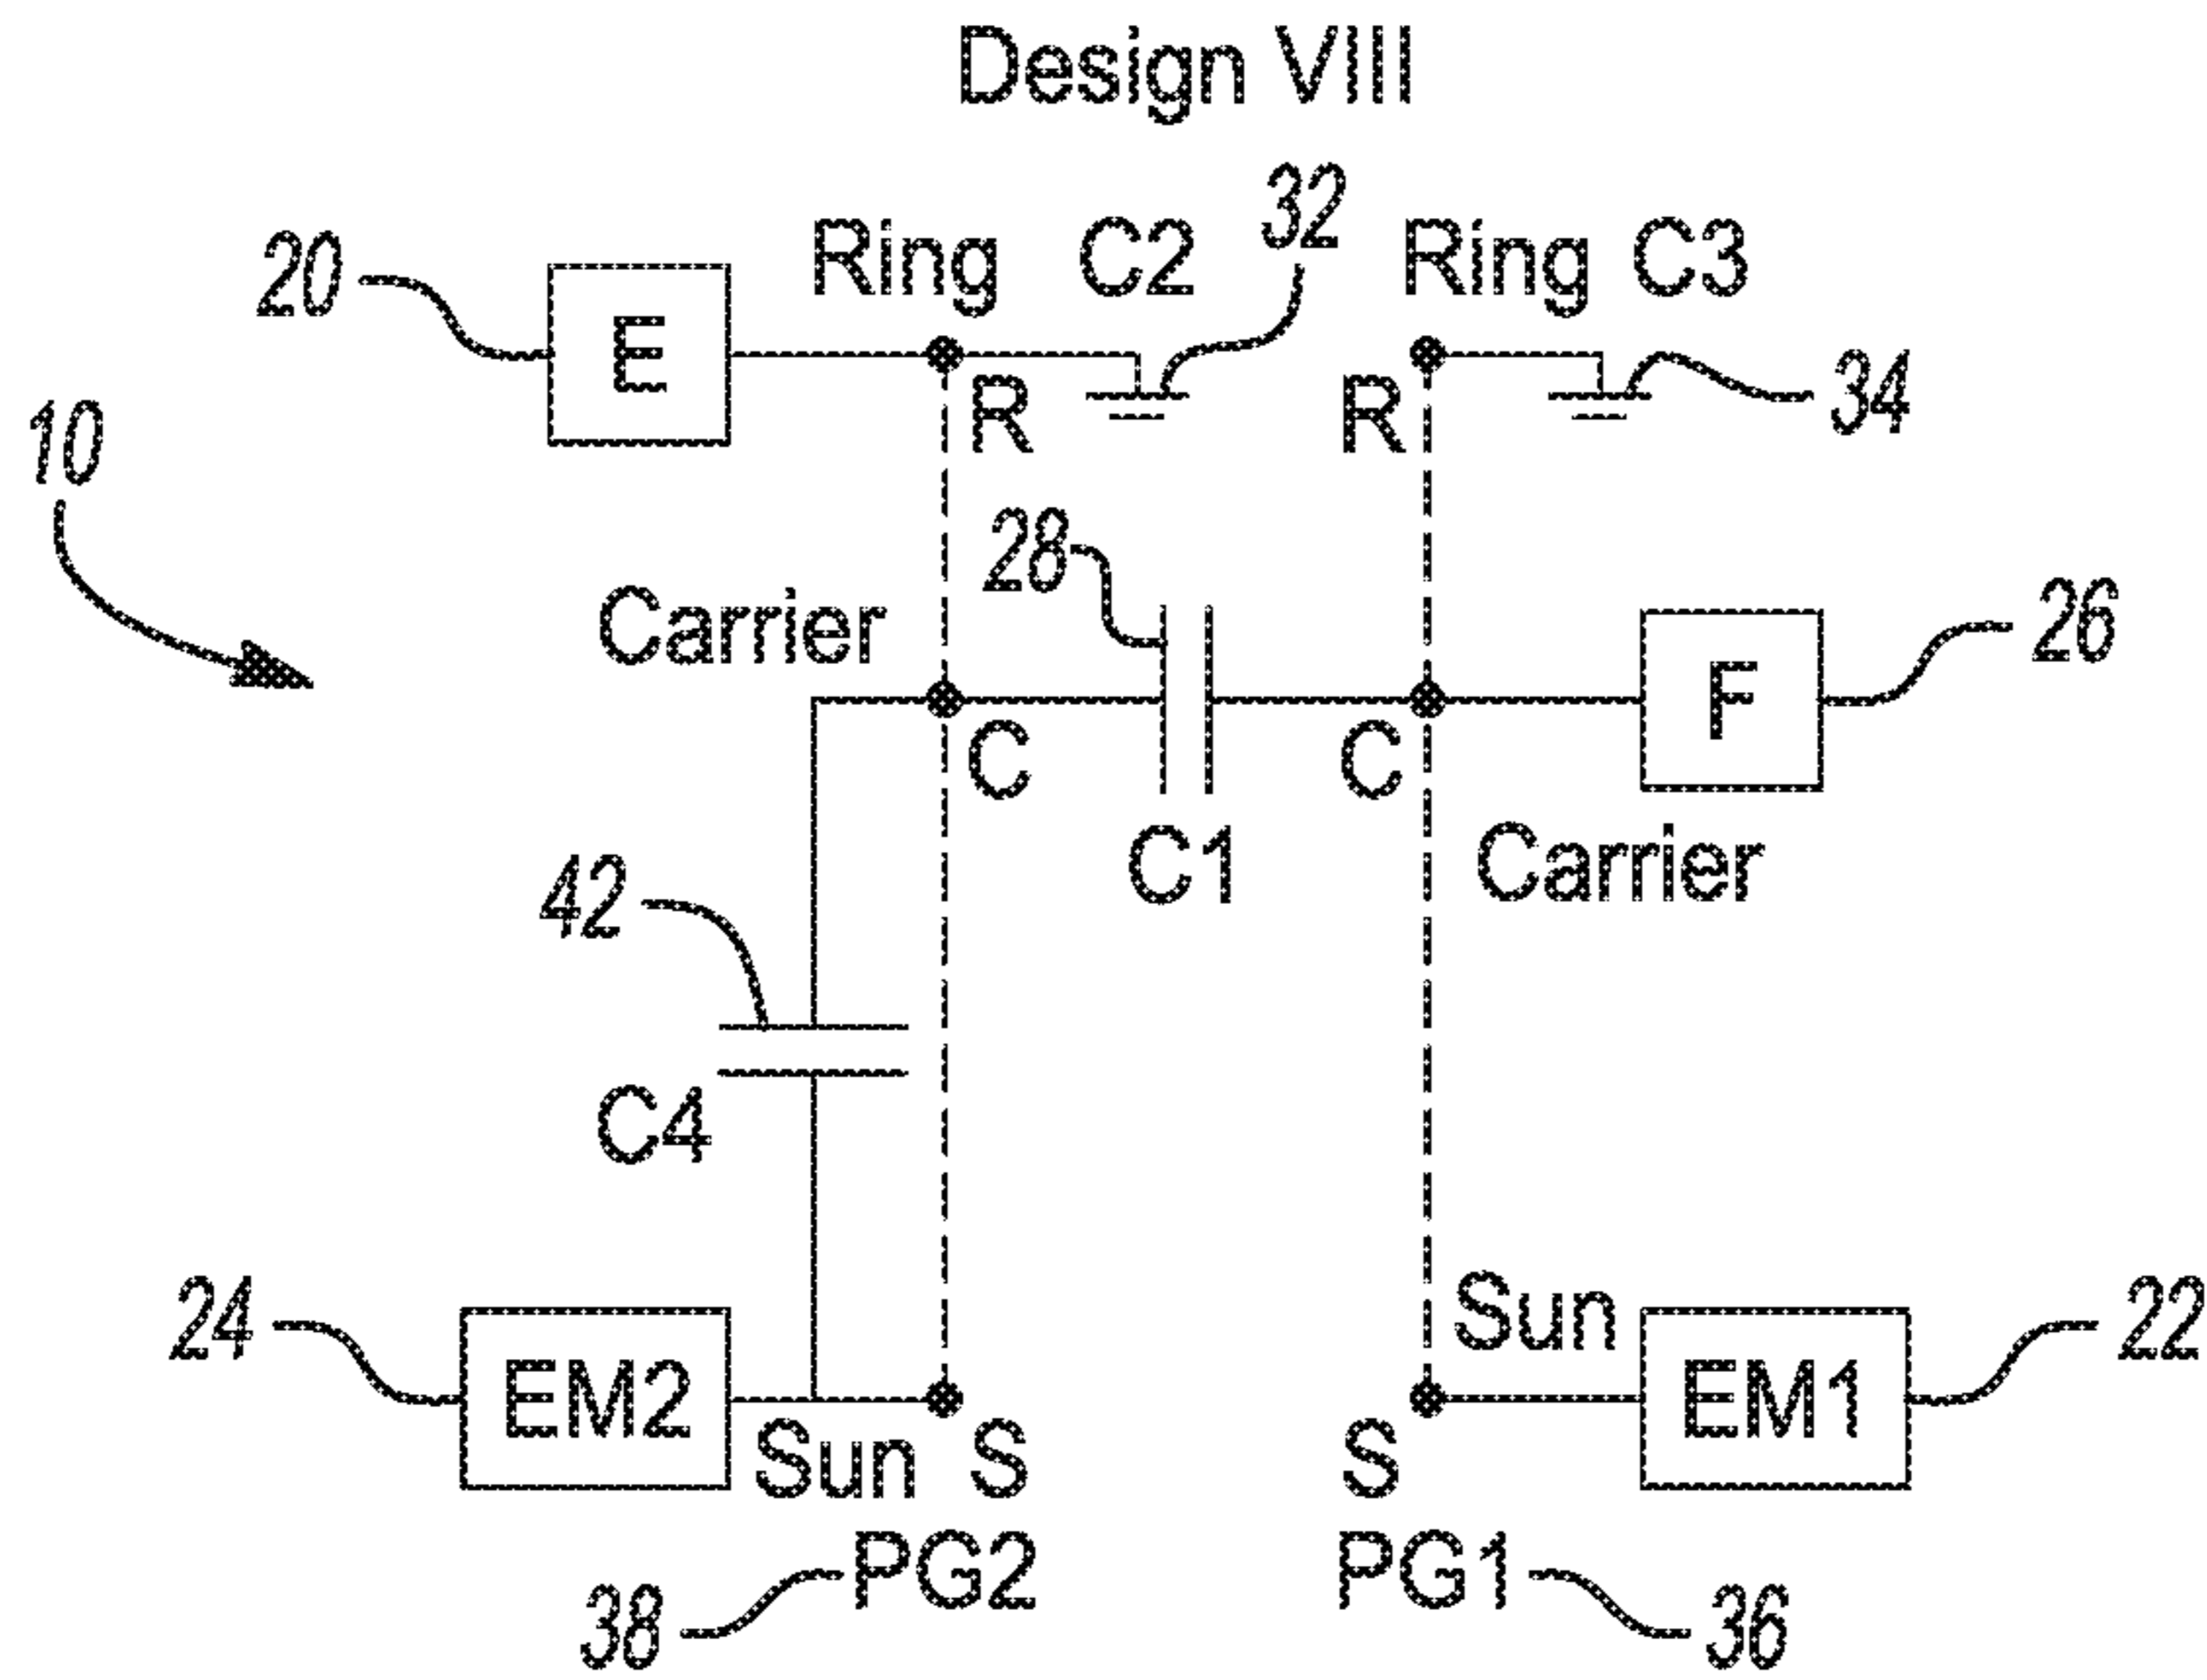 Design VIII
32
20
Ring C2
Ring C3
E
R
R
34
10
28
Carrier
26
F
C
C
C1
Carrier
42
C4
24
Sun
22
EM2
EM1
Sun S
S
PG2
PG1
38
36